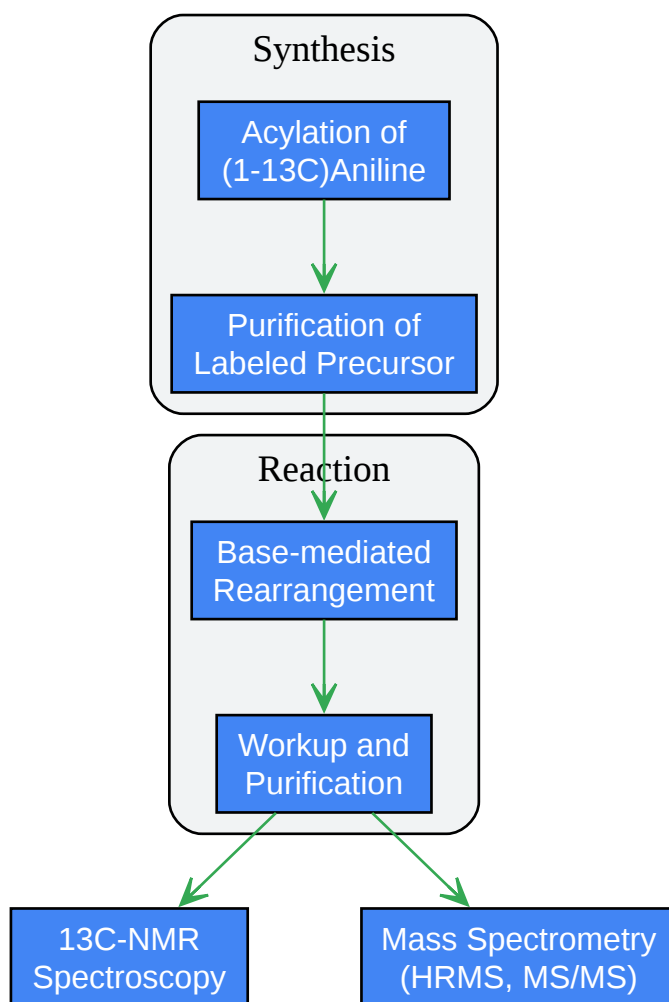 Synthesis
Acylation of
(1-13C)Aniline
Purification of
Labeled Precursor
Reaction
Base-mediated
Rearrangement
Workup and
Purification
13C-NMR
Spectroscopy
Mass Spectrometry
(HRMS, MS/MS)